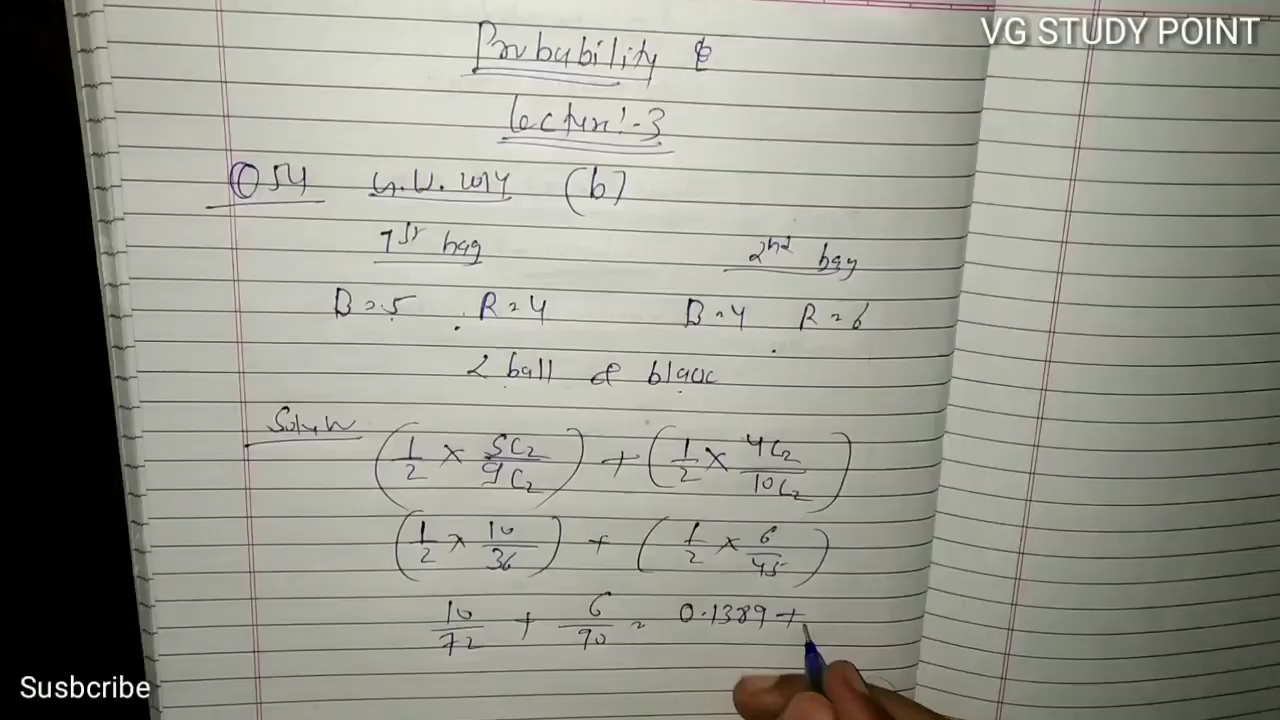 VG STUDY POINT
Probability
Lecture:-3
Q 54 (b)
1st bag 2nd bag
B = 5 R = 4 B = 4 R = 6
2 ball of black
Solun
(1/2 × 5C2/9C2) + (1/2 × 4C2/10C2)
(1/2 × 10/36) + (1/2 × 6/45)
10/72 + 6/90 = 0.1389 +
Susbcribe